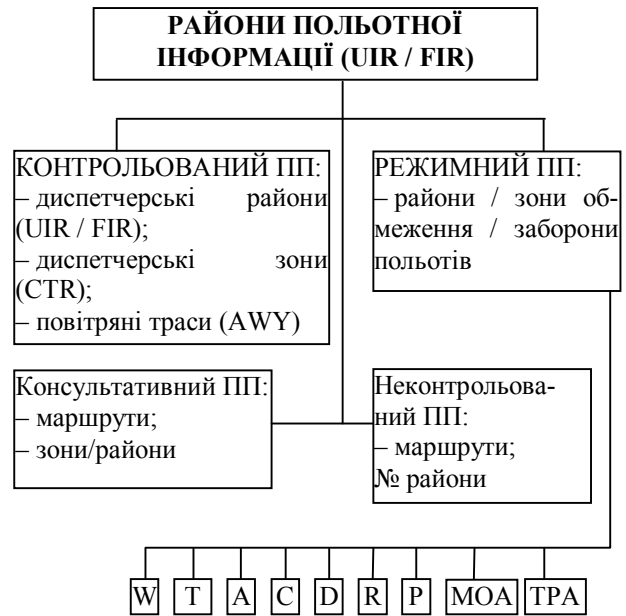 РАЙОНИ ПОЛЬОТНОЇ
ІНФОРМАЦІЇ (UIR / FIR)
КОНТРОЛЬОВАНИЙ ПП:
– диспетчерські райони
(UIR / FIR);
– диспетчерські зони
(CTR);
– повітряні траси (AWY)
РЕЖИМНИЙ ПП:
– райони / зони об-
меження / заборони
польотів
Консультативний ПП:
– маршрути;
– зони/райони
Неконтрольова-
ний ПП:
– маршрути;
№ райони
W T A C D R P MOA TPA